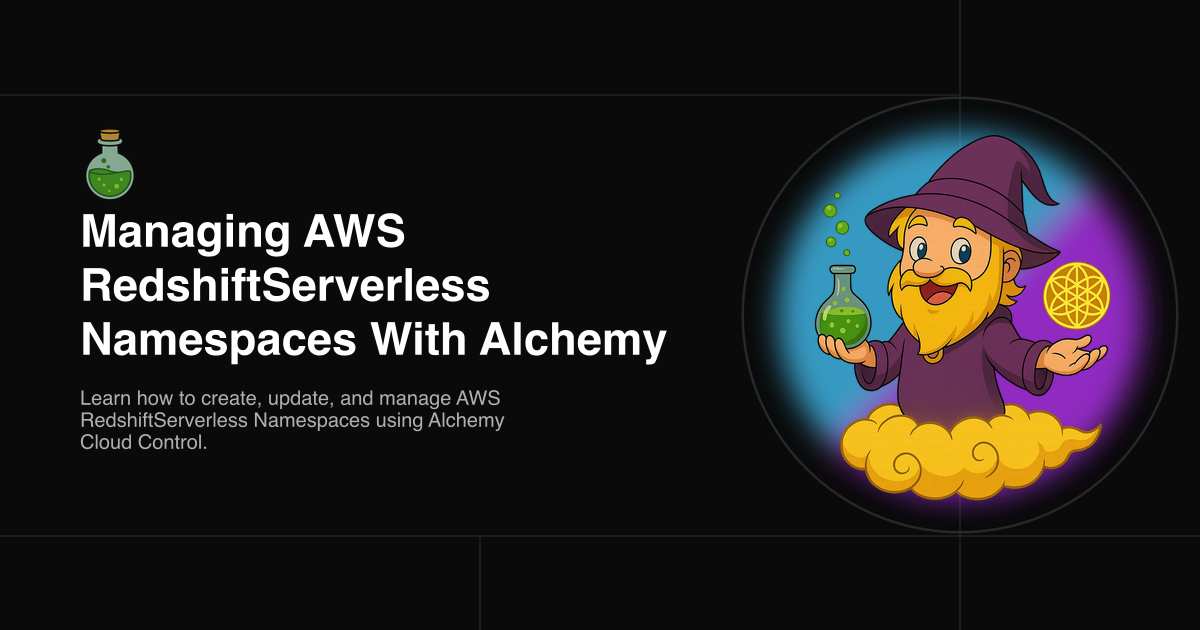 Managing AWS
RedshiftServerless
Namespaces With Alchemy
Learn how to create, update, and manage AWS
RedshiftServerless Namespaces using Alchemy
Cloud Control.